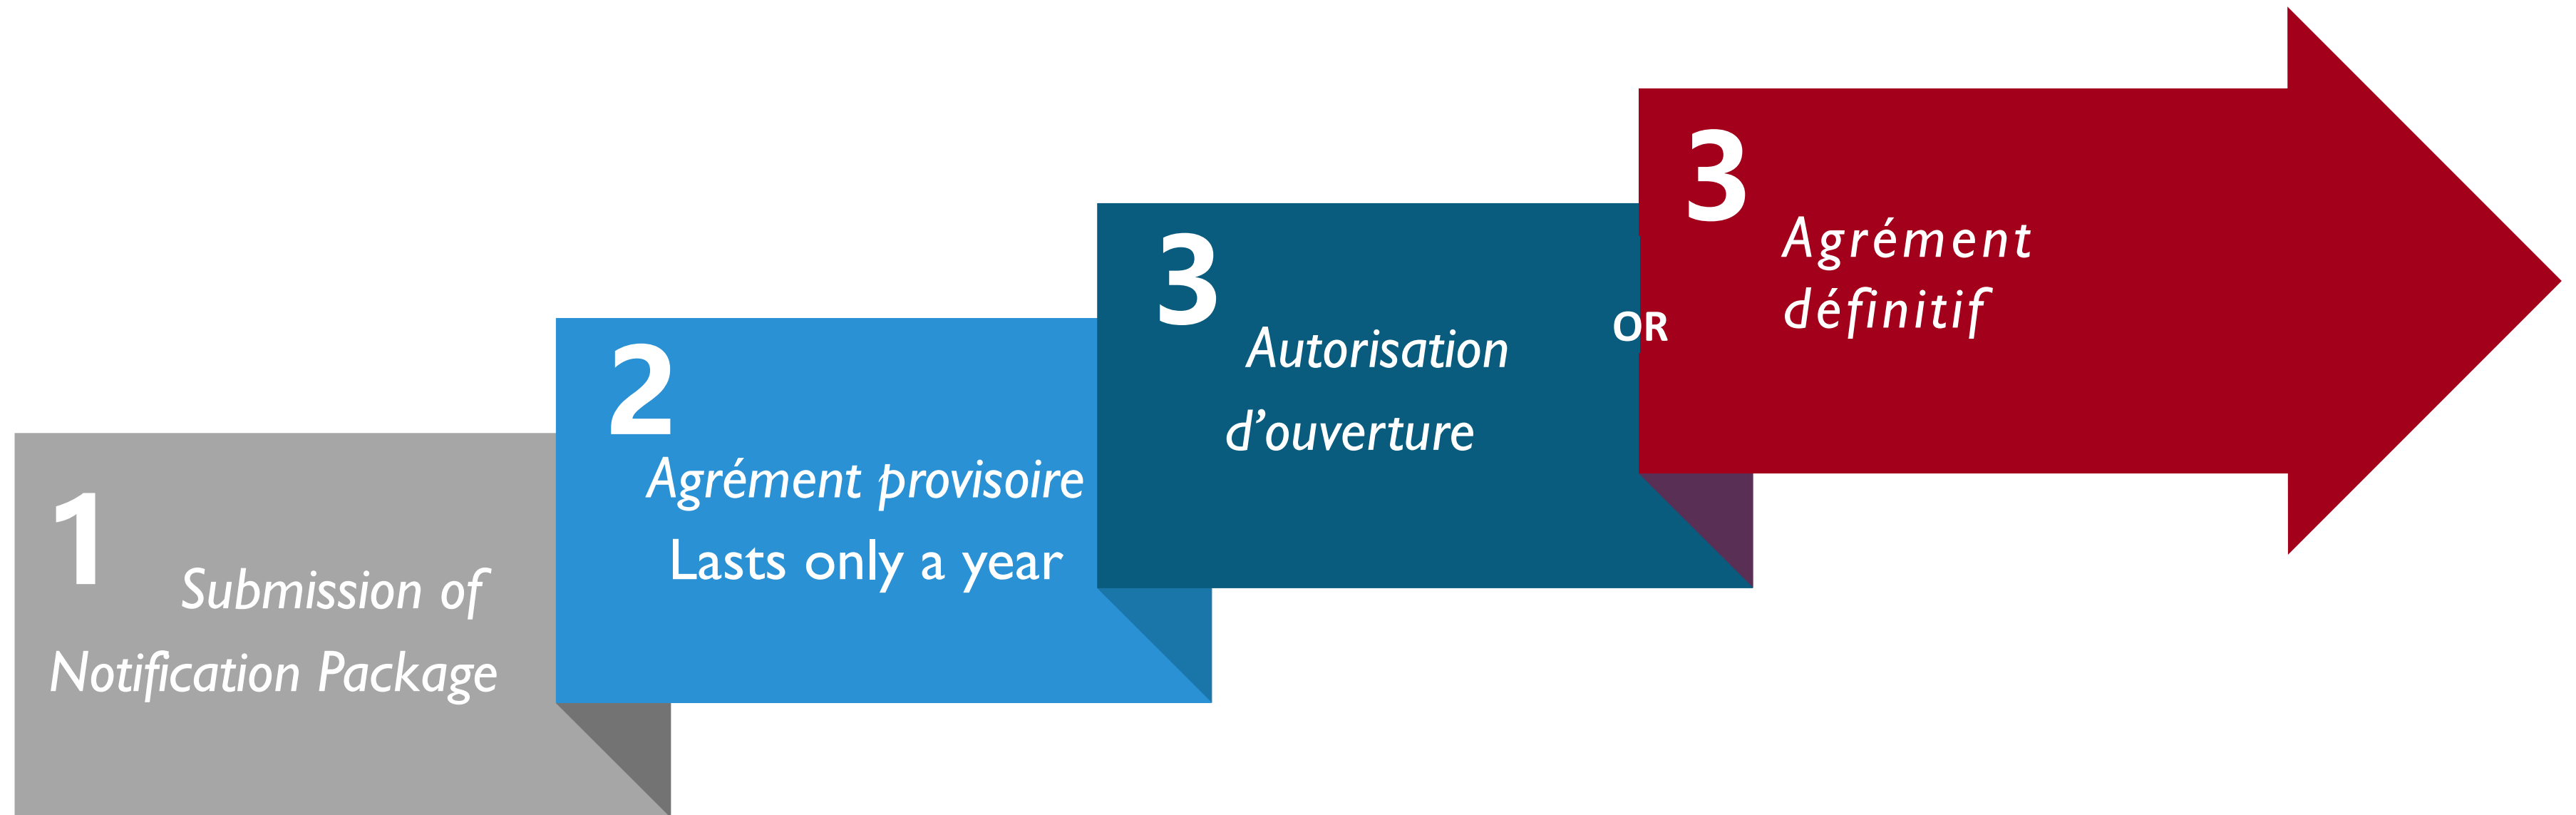 1
Submission of
Notification Package
2
Agrément provisoire
Lasts only a year
3
Autorisation
d’ouverture
OR
3
Agrément
définitif